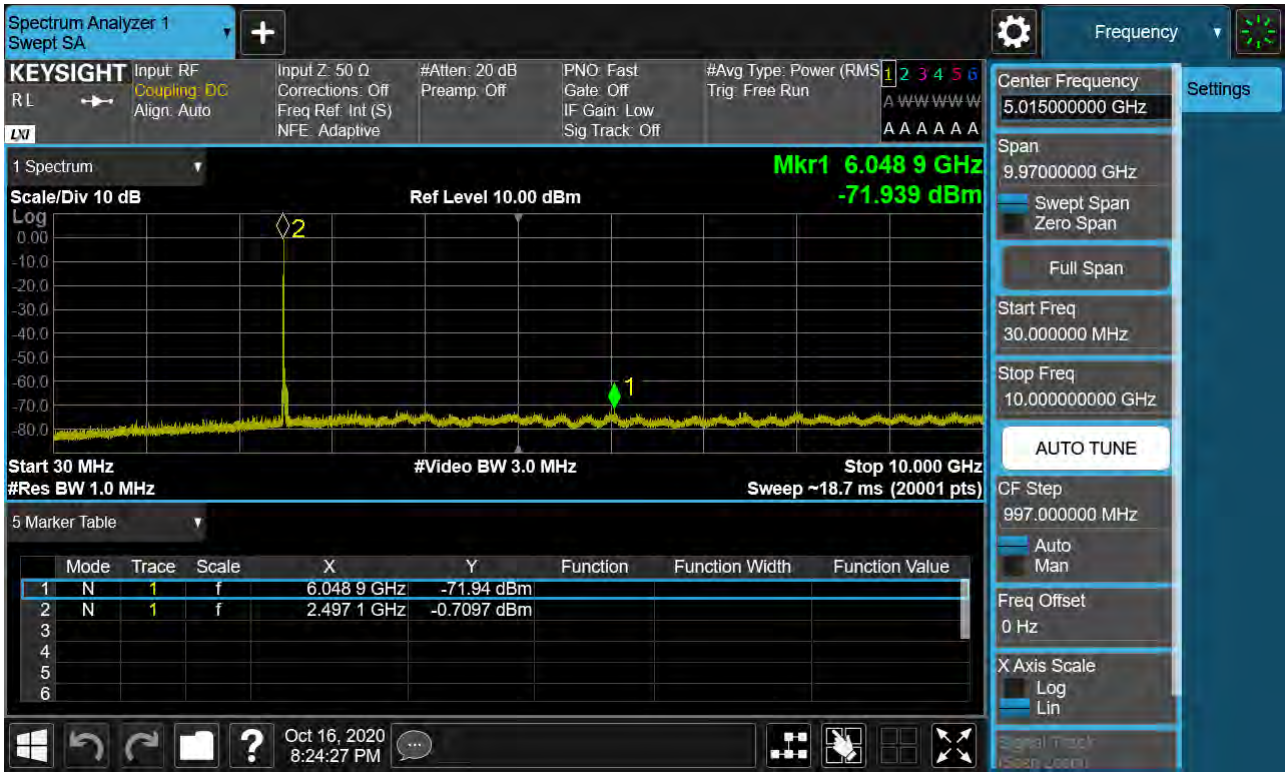 Spectrum Analyzer 1
Swept SA
+
Frequency
KEYSIGHT
RL
LXI
Input: RF
Coupling: DC
Align: Auto
Input Z: 50 Ω
Corrections: Off
Freq Ref: Int (S)
NFE: Adaptive
#Atten: 20 dB
Preamp: Off
PNO: Fast
Gate: Off
IF Gain: Low
Sig Track: Off
#Avg Type: Power (RMS
Trig: Free Run
1 2 3 4 5 6
A W W W W W
A A A A A A
1 Spectrum
Scale/Div 10 dB
Ref Level 10.00 dBm
Mkr1 6.048 9 GHz
-71.939 dBm
Log
0.00
-10.0
-20.0
-30.0
-40.0
-50.0
-60.0
-70.0
-80.0
2
1
Start 30 MHz
#Video BW 3.0 MHz
Stop 10.000 GHz
#Res BW 1.0 MHz
Sweep ~18.7 ms (20001 pts)
5 Marker Table
Mode Trace Scale X Y Function Function Width Function Value
1 N 1 f 6.048 9 GHz -71.94 dBm
2 N 1 f 2.497 1 GHz -0.7097 dBm
3
4
5
6
?
Oct 16, 2020
8:24:27 PM
Center Frequency
5.015000000 GHz
Settings
Span
9.97000000 GHz
Swept Span
Zero Span
Full Span
Start Freq
30.000000 MHz
Stop Freq
10.000000000 GHz
AUTO TUNE
CF Step
997.000000 MHz
Auto
Man
Freq Offset
0 Hz
X Axis Scale
Log
Lin
Signal Track
(Span Zoom)